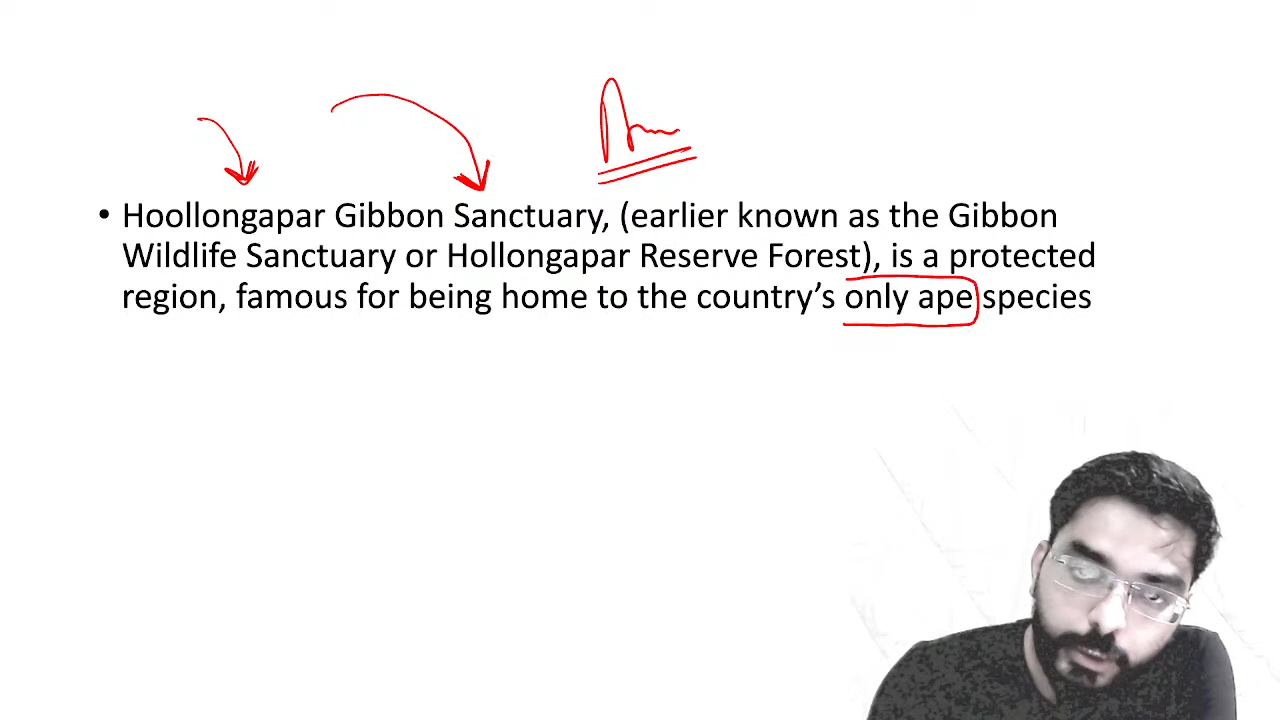 • Hoollongapar Gibbon Sanctuary, (earlier known as the Gibbon
Wildlife Sanctuary or Hollongapar Reserve Forest), is a protected
region, famous for being home to the country’s only ape species